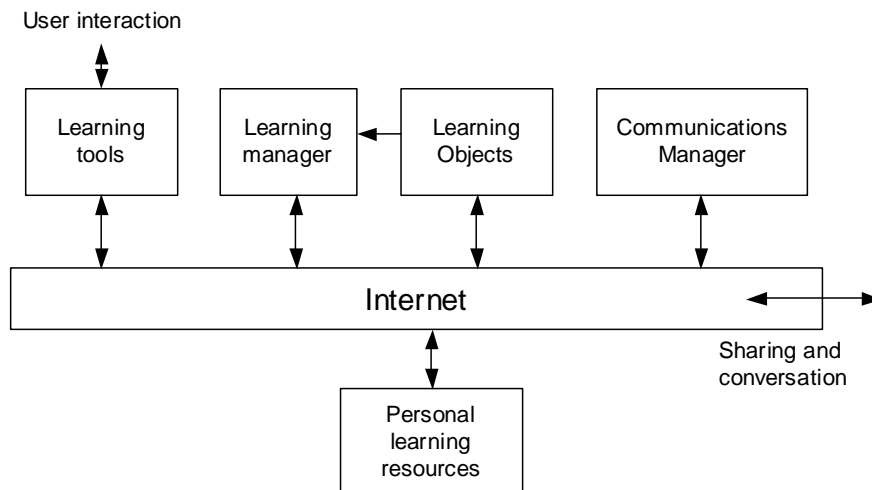 User interaction
Learning
tools
Learning
manager
Learning
Objects
Communications
Manager
Internet
Sharing and
conversation
Personal
learning
resources